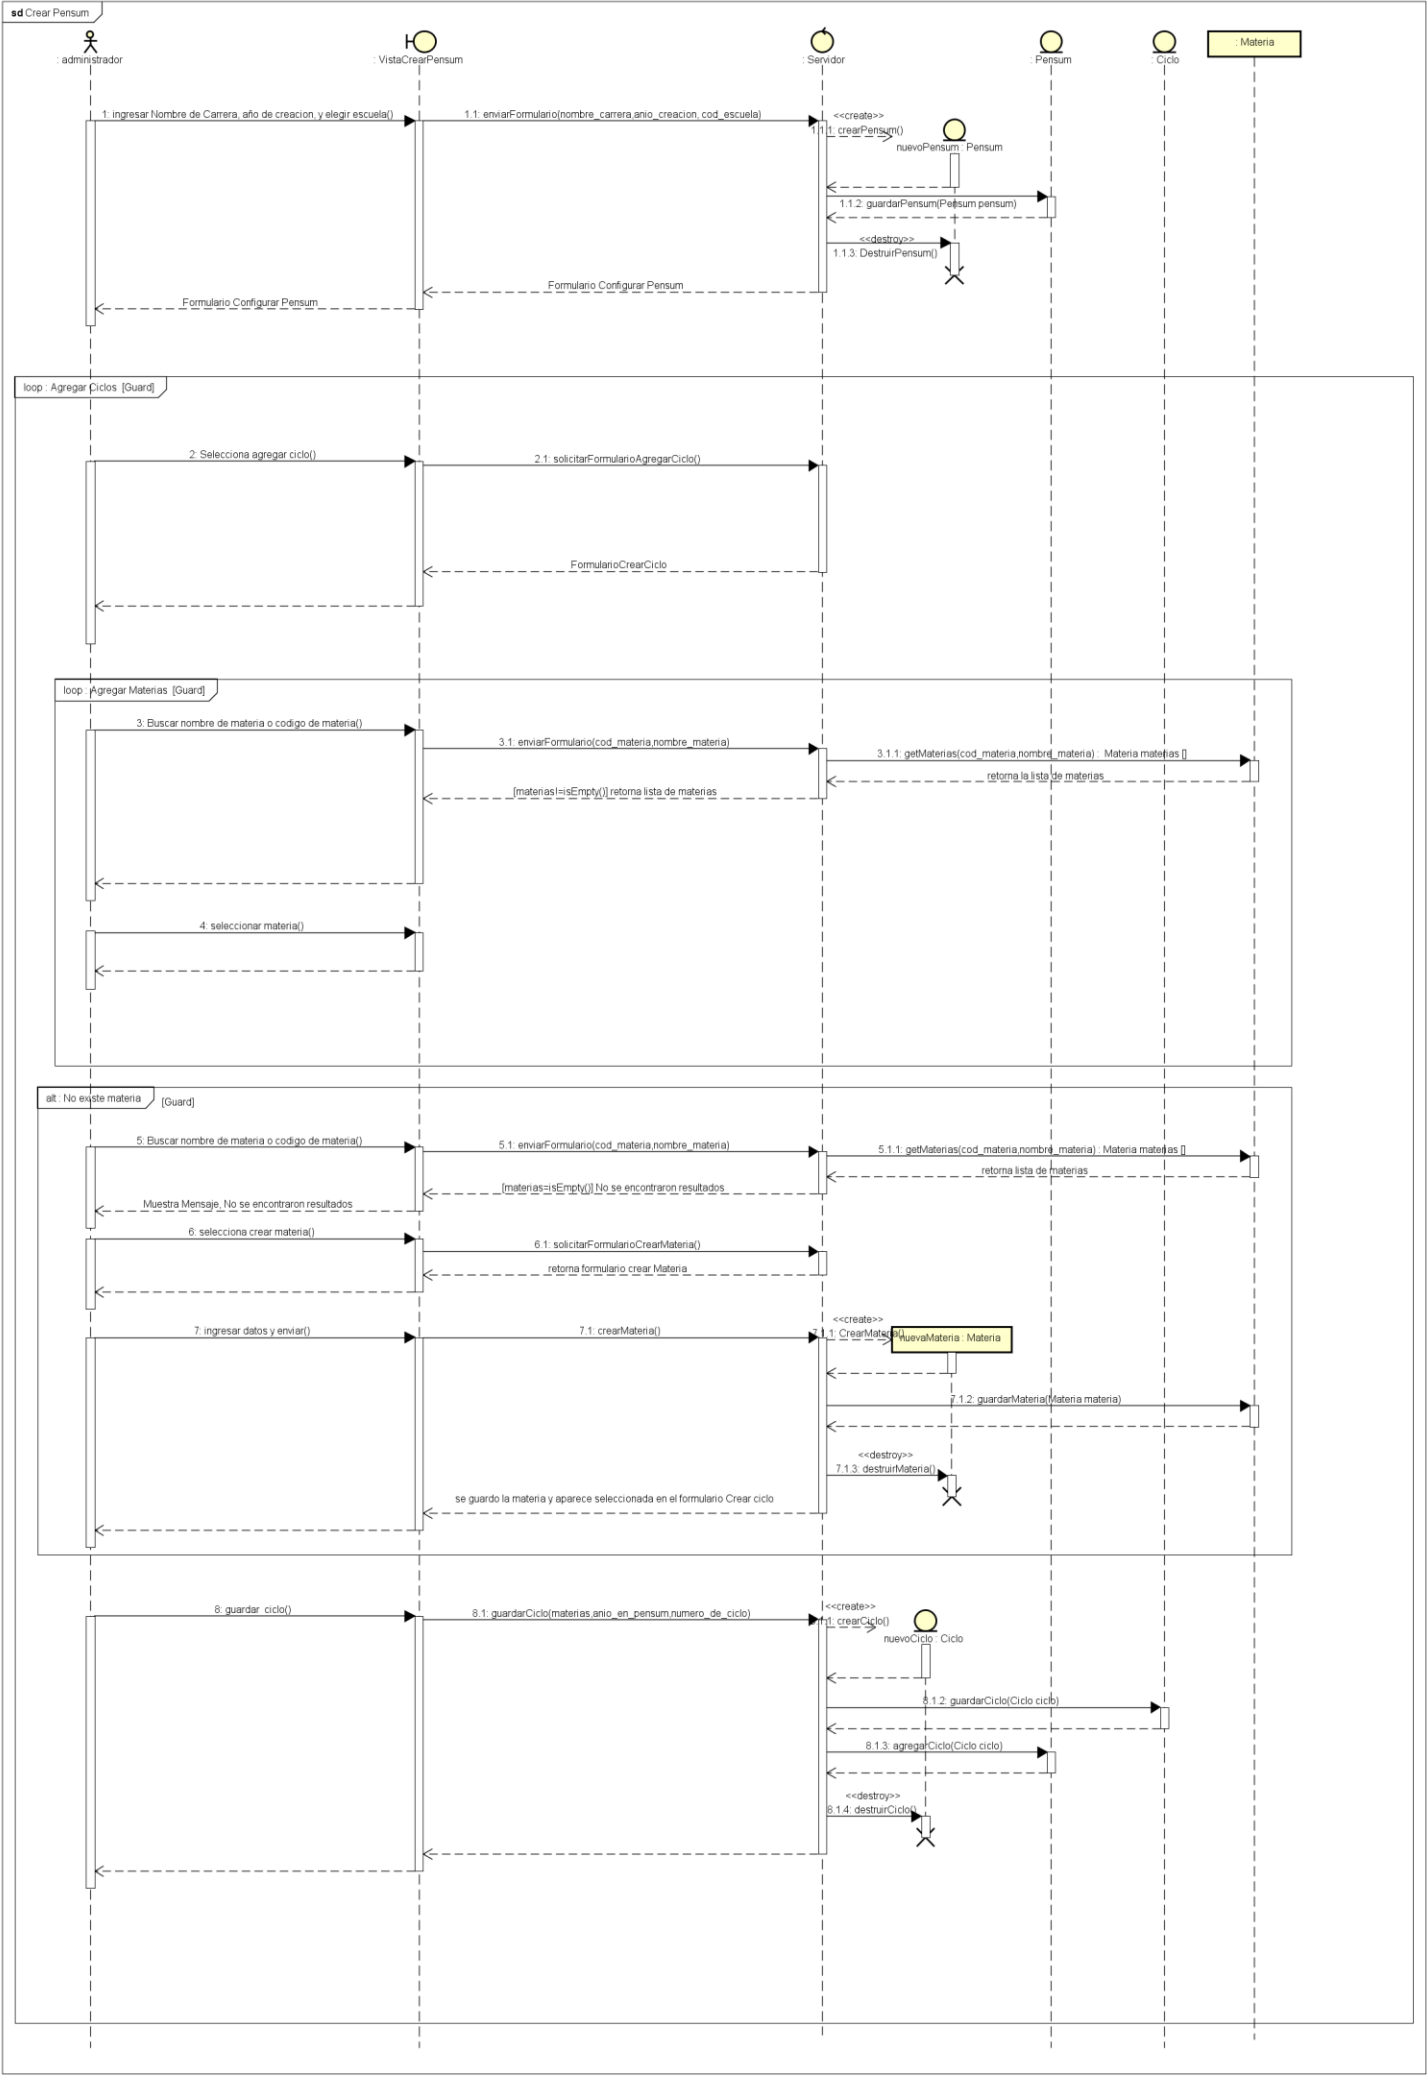 sd Crear Pensum
: administrador
: VistaCrearPensum
: Servidor
: Pensum
: Ciclo
: Materia
1: ingresar Nombre de Carrera, año de creacion, y elegir escuela()
1.1: enviarFormulario(nombre_carrera,anio_creacion, cod_escuela)
<<create>>
1.1.1: crearPensum()
nuevoPensum : Pensum
1.1.2: guardarPensum(Pensum pensum)
<<destroy>>
1.1.3: DestruirPensum()
Formulario Configurar Pensum
Formulario Configurar Pensum
loop : Agregar Ciclos [Guard]
2: Selecciona agregar ciclo()
2.1: solicitarFormularioAgregarCiclo()
FormularioCrearCiclo
loop : Agregar Materias [Guard]
3: Buscar nombre de materia o codigo de materia()
3.1: enviarFormulario(cod_materia,nombre_materia)
3.1.1: getMaterias(cod_materia,nombre_materia) : Materia materias []
retorna la lista de materias
[materias!=isEmpty()] retorna lista de materias
4: seleccionar materia()
alt : No existe materia
[Guard]
5: Buscar nombre de materia o codigo de materia()
5.1: enviarFormulario(cod_materia,nombre_materia)
5.1.1: getMaterias(cod_materia,nombre_materia) : Materia materias []
retorna lista de materias
[materias=isEmpty()] No se encontraron resultados
Muestra Mensaje, No se encontraron resultados
6: selecciona crear materia()
6.1: solicitarFormularioCrearMateria()
retorna formulario crear Materia
7: ingresar datos y enviar()
7.1: crearMateria()
<<create>>
7.1.1: CrearMateria()
nuevaMateria : Materia
7.1.2: guardarMateria(Materia materia)
<<destroy>>
7.1.3: destruirMateria()
se guardo la materia y aparece seleccionada en el formulario Crear ciclo
8: guardar ciclo()
8.1: guardarCiclo(materias,anio_en_pensum,numero_de_ciclo)
<<create>>
8.1.1: crearCiclo()
nuevoCiclo : Ciclo
8.1.2: guardarCiclo(Ciclo ciclo)
8.1.3: agregarCiclo(Ciclo ciclo)
<<destroy>>
8.1.4: destruirCiclo()